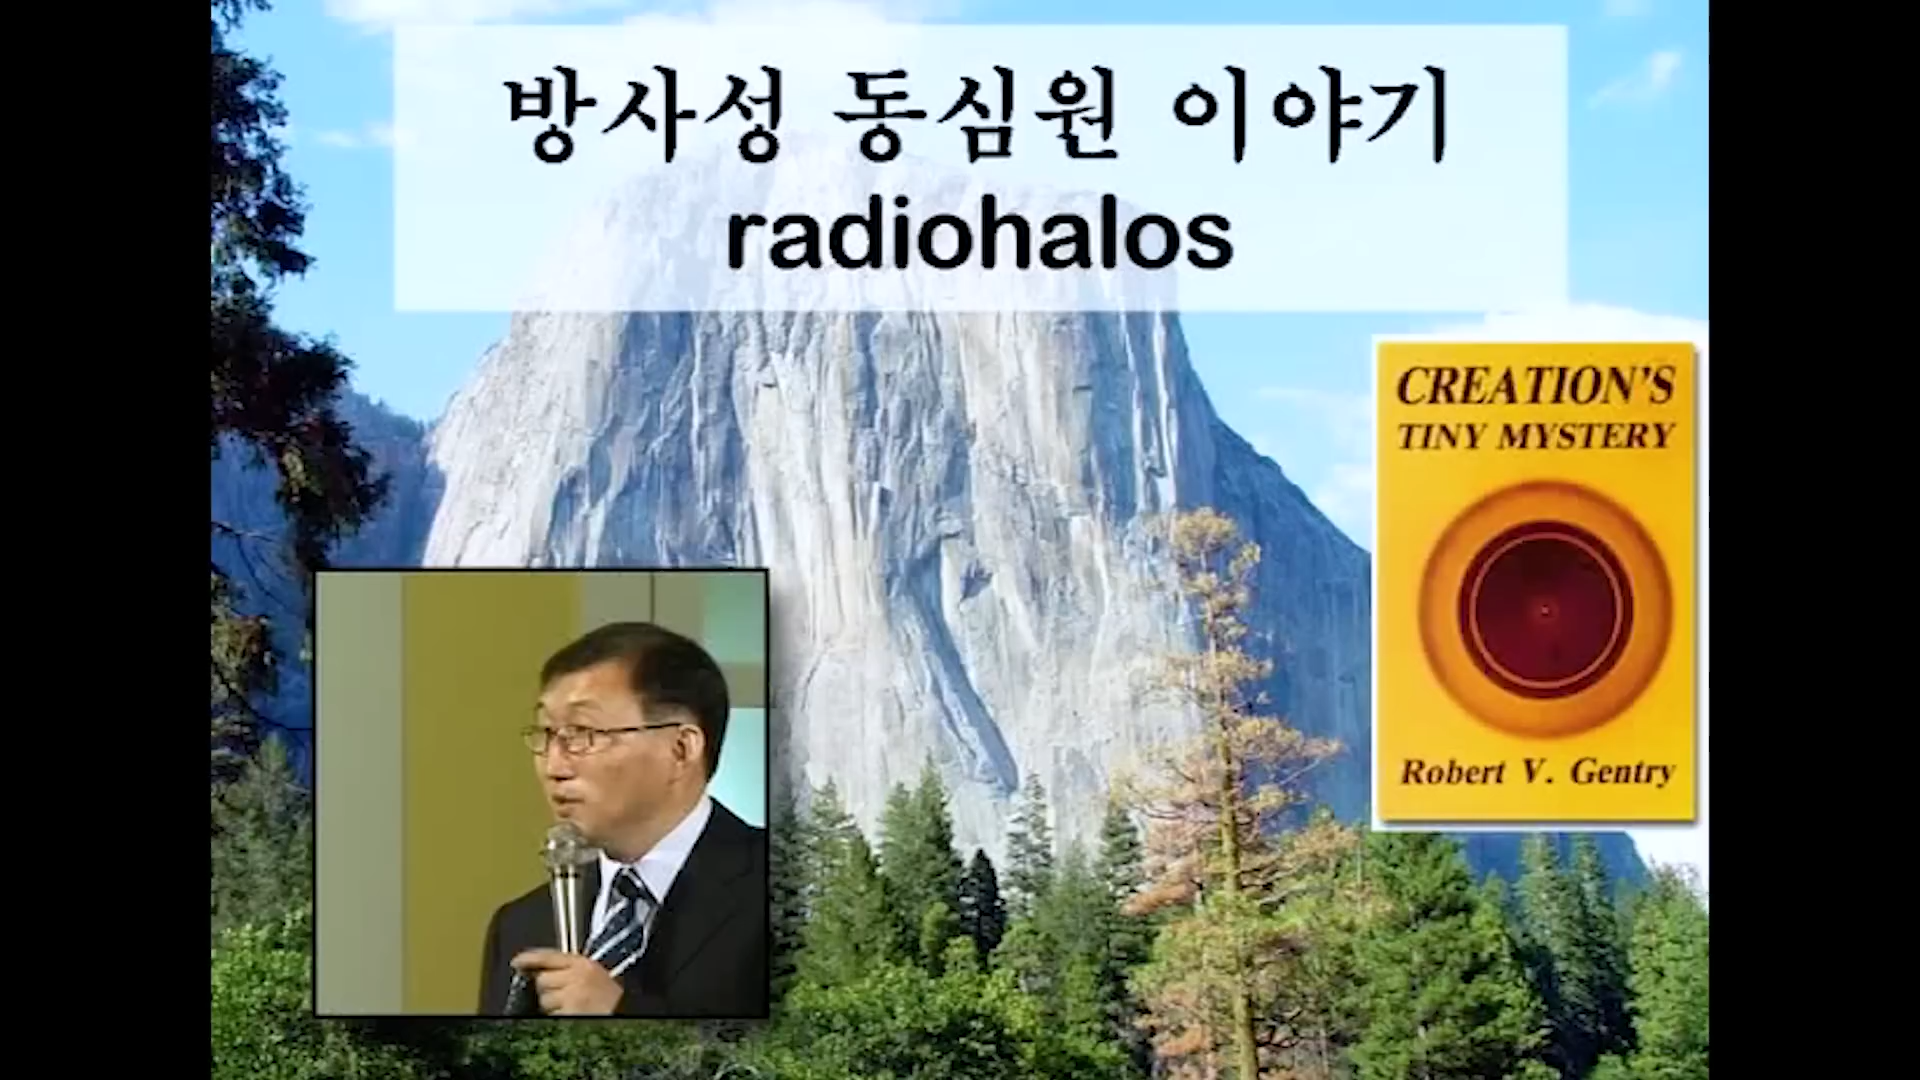 방사성 동심원 이야기
radiohalos
CREATION'S
TINY MYSTERY
Robert V. Gentry